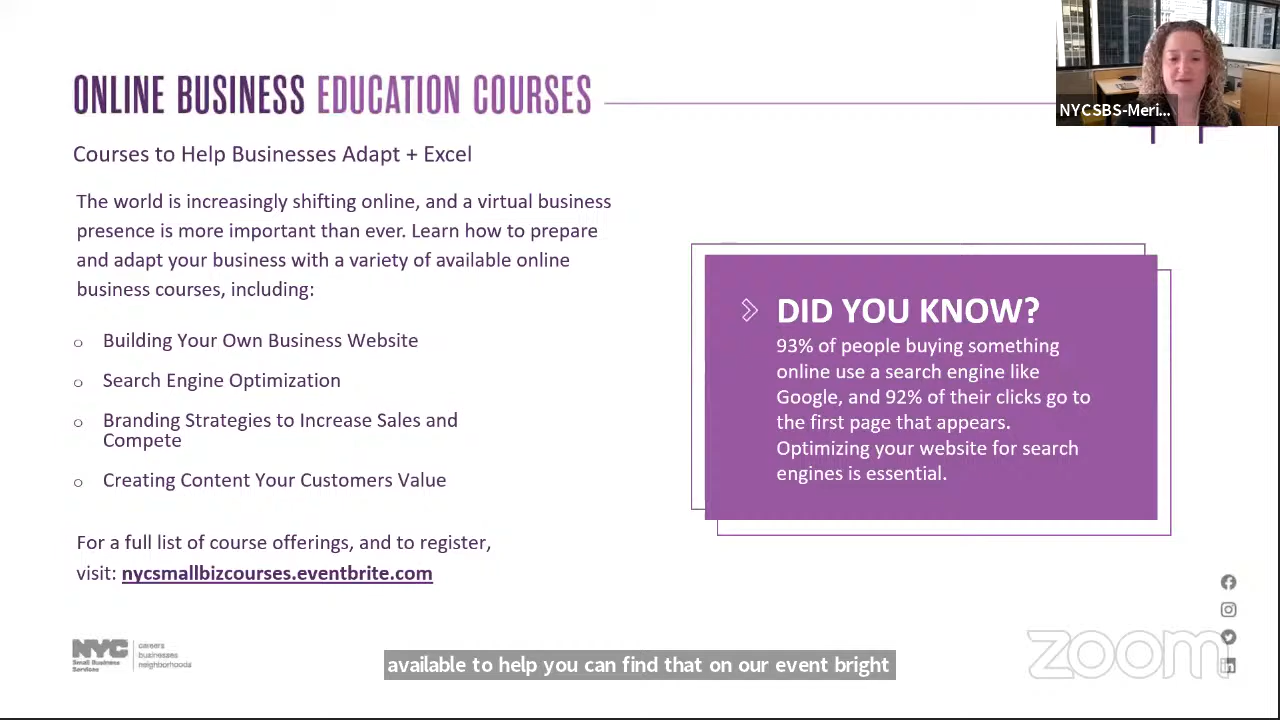 ONLINE BUSINESS EDUCATION COURSES
NYCSBS-Meri...
Courses to Help Businesses Adapt + Excel
The world is increasingly shifting online, and a virtual business
presence is more important than ever. Learn how to prepare
and adapt your business with a variety of available online
business courses, including:
Building Your Own Business Website
Search Engine Optimization
Branding Strategies to Increase Sales and
Compete
Creating Content Your Customers Value
For a full list of course offerings, and to register,
visit: nycsmallbizcourses.eventbrite.com
DID YOU KNOW?
93% of people buying something
online use a search engine like
Google, and 92% of their clicks go to
the first page that appears.
Optimizing your website for search
engines is essential.
NYC
Small Business
Services
careers
businesses
neighborhoods
available to help you can find that on our event bright
zoom